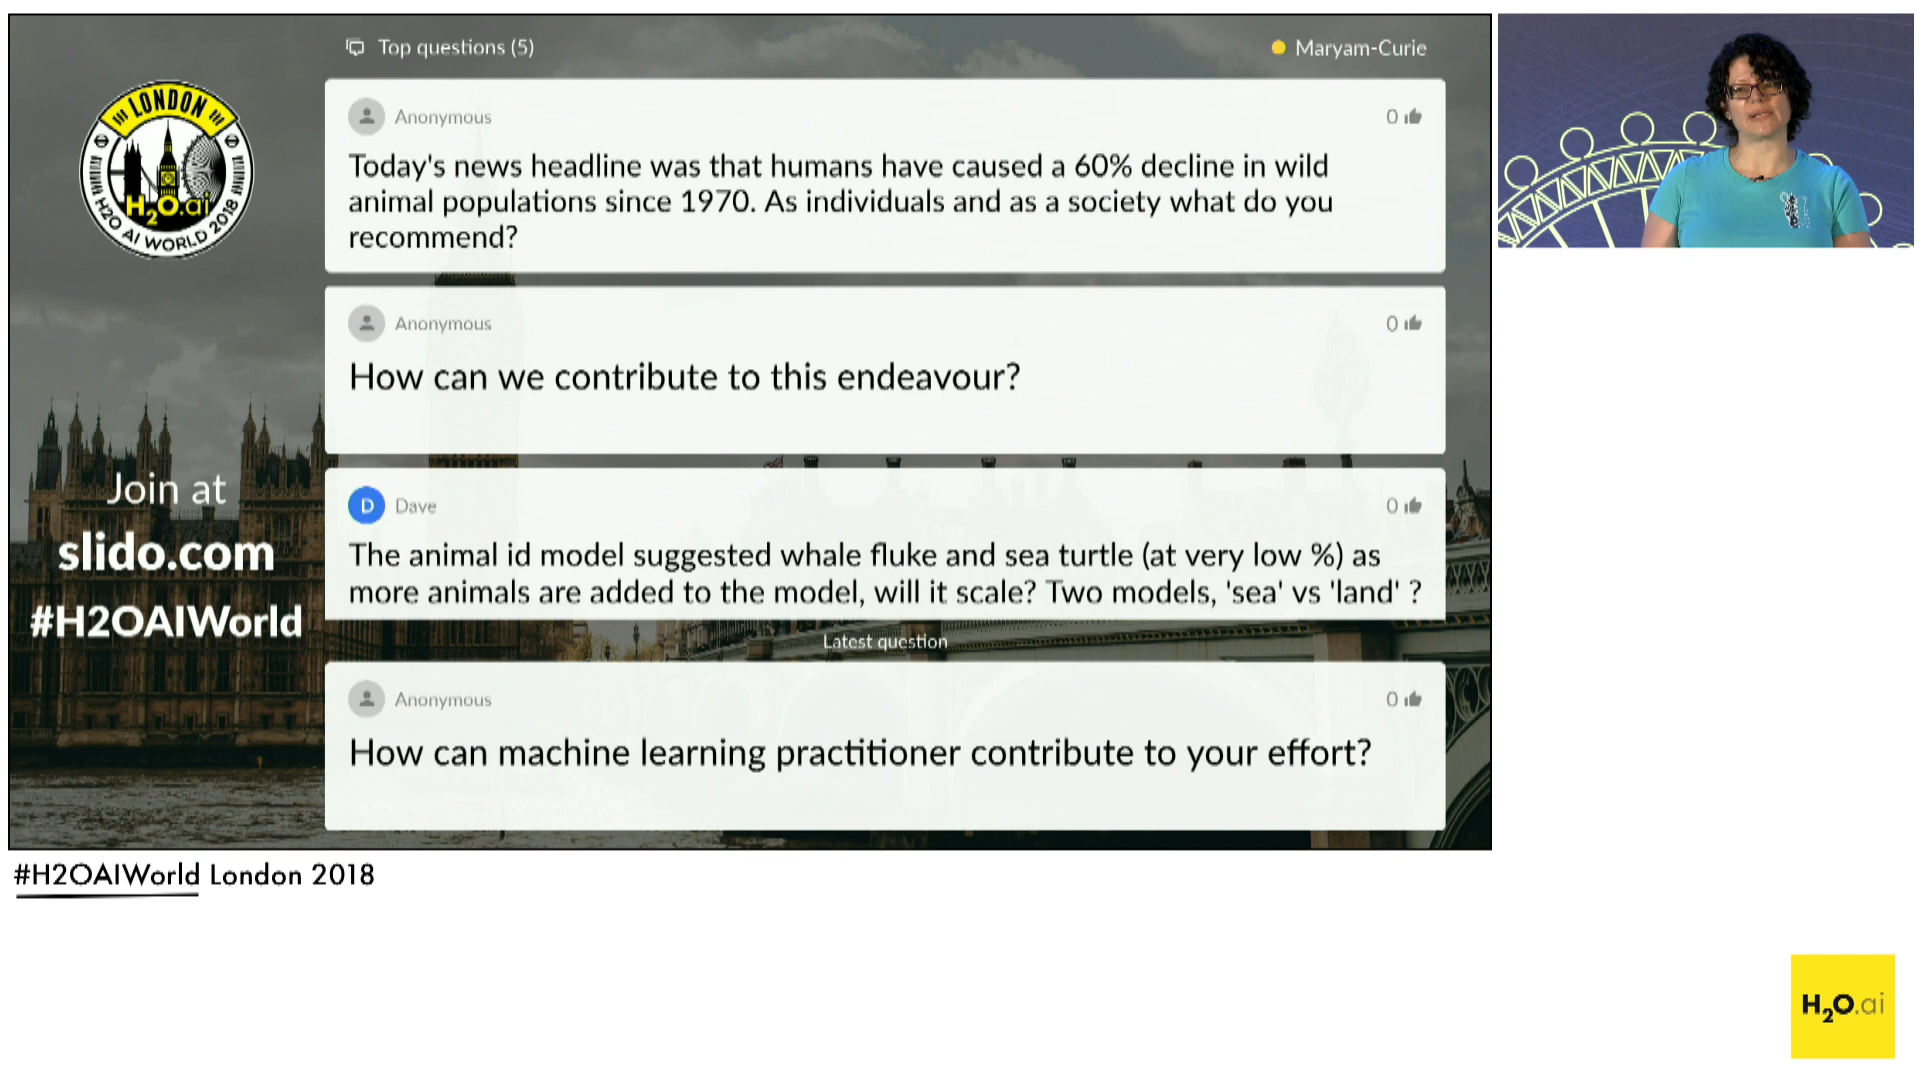 Top questions (5)
Maryam-Curie
LONDON
H2O.ai
H2O AI WORLD 2018
Anonymous
0
Today's news headline was that humans have caused a 60% decline in wild
animal populations since 1970. As individuals and as a society what do you
recommend?
Anonymous
0
How can we contribute to this endeavour?
Join at
slido.com
#H2OAIWorld
D
Dave
0
The animal id model suggested whale fluke and sea turtle (at very low %) as
more animals are added to the model, will it scale? Two models, 'sea' vs 'land' ?
Latest question
Anonymous
0
How can machine learning practitioner contribute to your effort?
#H2OAIWorld London 2018
H2O.ai